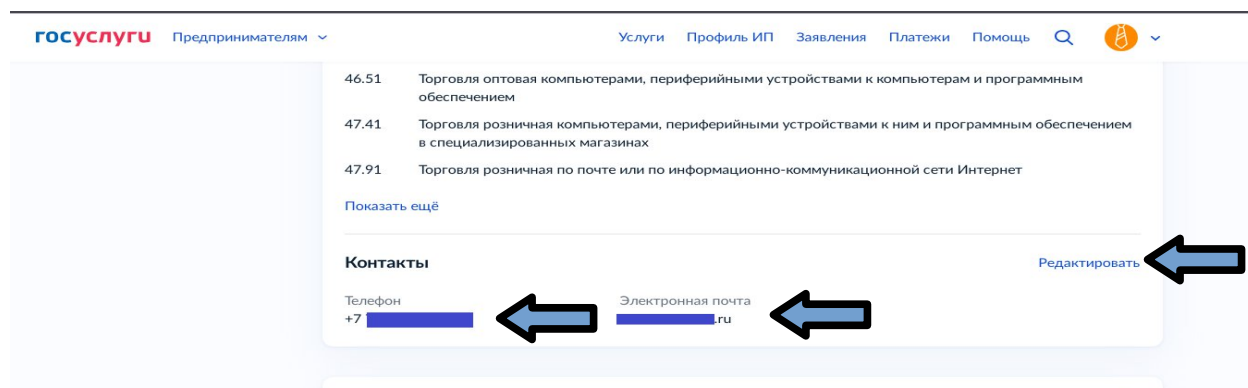 госуслуги Предпринимателям Услуги Профиль ИП Заявления Платежи Помощь
46.51 Торговля оптовая компьютерами, периферийными устройствами к компьютерам и программным
обеспечением
47.41 Торговля розничная компьютерами, периферийными устройствами к ним и программным обеспечением
в специализированных магазинах
47.91 Торговля розничная по почте или по информационно-коммуникационной сети Интернет
Показать ещё
Контакты Редактировать
Телефон Электронная почта
+7 .ru